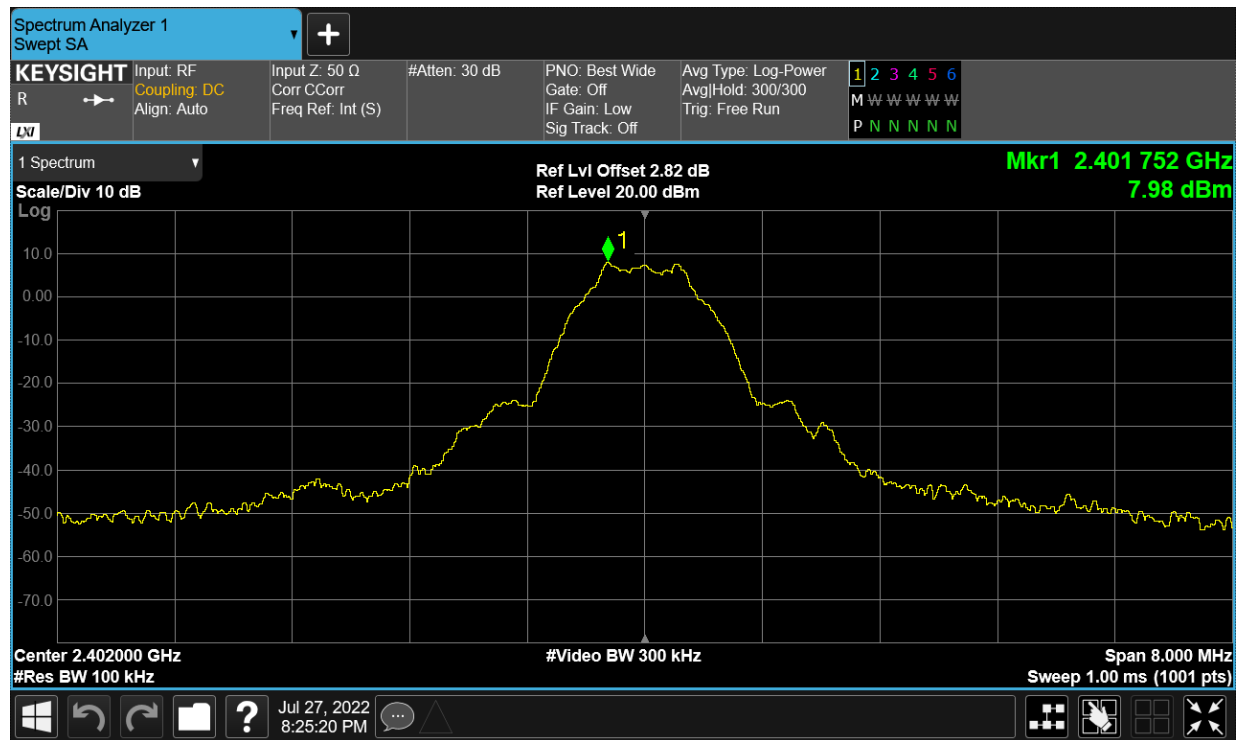 Spectrum Analyzer 1
Swept SA
KEYSIGHT
R
LXI
Input: RF
Coupling: DC
Align: Auto
Input Z: 50 Ω
Corr CCorr
Freq Ref: Int (S)
#Atten: 30 dB
PNO: Best Wide
Gate: Off
IF Gain: Low
Sig Track: Off
Avg Type: Log-Power
Avg|Hold: 300/300
Trig: Free Run
1 2 3 4 5 6
M W W W W W
P N N N N N
1 Spectrum
Scale/Div 10 dB
Log
Ref Lvl Offset 2.82 dB
Ref Level 20.00 dBm
Mkr1 2.401 752 GHz
7.98 dBm
1
10.0
0.00
-10.0
-20.0
-30.0
-40.0
-50.0
-60.0
-70.0
Center 2.402000 GHz
#Res BW 100 kHz
#Video BW 300 kHz
Span 8.000 MHz
Sweep 1.00 ms (1001 pts)
?
Jul 27, 2022
8:25:20 PM